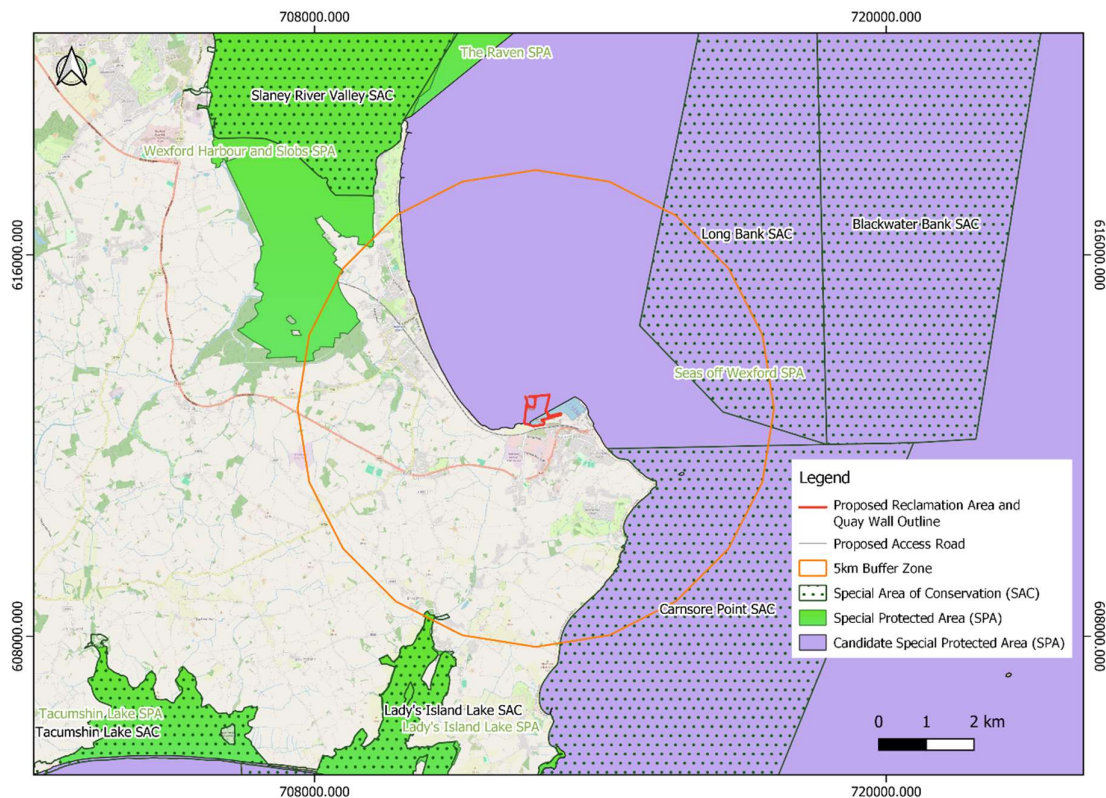 708000.000
720000.000
The Raven SPA
Slaney River Valley SAC
Wexford Harbour and Slobs SPA
Long Bank SAC
Blackwater Bank SAC
616000.000
616000.000
Seas off Wexford SPA
Legend
Proposed Reclamation Area and
Quay Wall Outline
Proposed Access Road
5km Buffer Zone
Special Area of Conservation (SAC)
Special Protected Area (SPA)
Candidate Special Protected Area (SPA)
Carnsore Point SAC
608000.000
608000.000
Lady's Island Lake SAC
Lady's Island Lake SPA
Tacumshin Lake SPA
Tacumshin Lake SAC
0 1 2 km
708000.000
720000.000